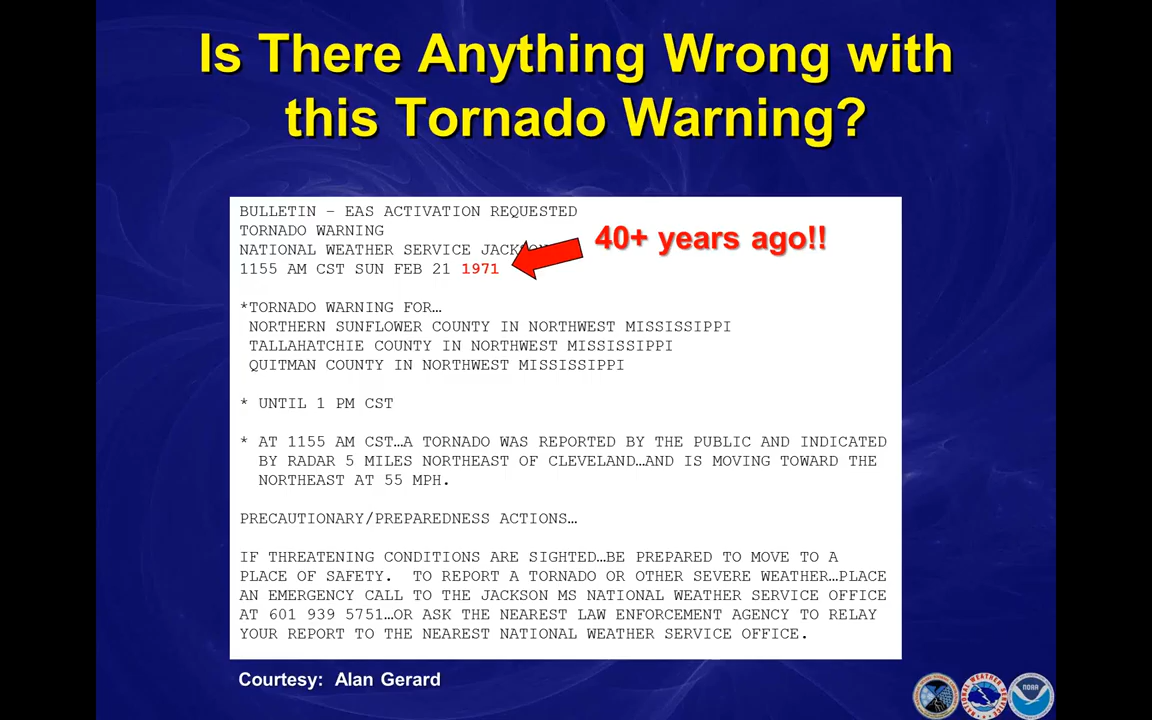 Is There Anything Wrong with
this Tornado Warning?
BULLETIN – EAS ACTIVATION REQUESTED
TORNADO WARNING
NATIONAL WEATHER SERVICE
1155 AM CST SUN FEB 21 1971
40+ years ago!!
*TORNADO WARNING FOR…
NORTHERN SUNFLOWER COUNTY IN NORTHWEST MISSISSIPPI
TALLAHATCHIE COUNTY IN NORTHWEST MISSISSIPPI
QUITMAN COUNTY IN NORTHWEST MISSISSIPPI
* UNTIL 1 PM CST
* AT 1155 AM CST…A TORNADO WAS REPORTED BY THE PUBLIC AND INDICATED
BY RADAR 5 MILES NORTHEAST OF CLEVELAND…AND IS MOVING TOWARD THE
NORTHEAST AT 55 MPH.
PRECAUTIONARY/PREPAREDNESS ACTIONS…
IF THREATENING CONDITIONS ARE SIGHTED…BE PREPARED TO MOVE TO A
PLACE OF SAFETY.  TO REPORT A TORNADO OR OTHER SEVERE WEATHER…PLACE
AN EMERGENCY CALL TO THE JACKSON MS NATIONAL WEATHER SERVICE OFFICE
AT 601 939 5751…OR ASK THE NEAREST LAW ENFORCEMENT AGENCY TO RELAY
YOUR REPORT TO THE NEAREST NATIONAL WEATHER SERVICE OFFICE.
Courtesy:  Alan Gerard
NOAA